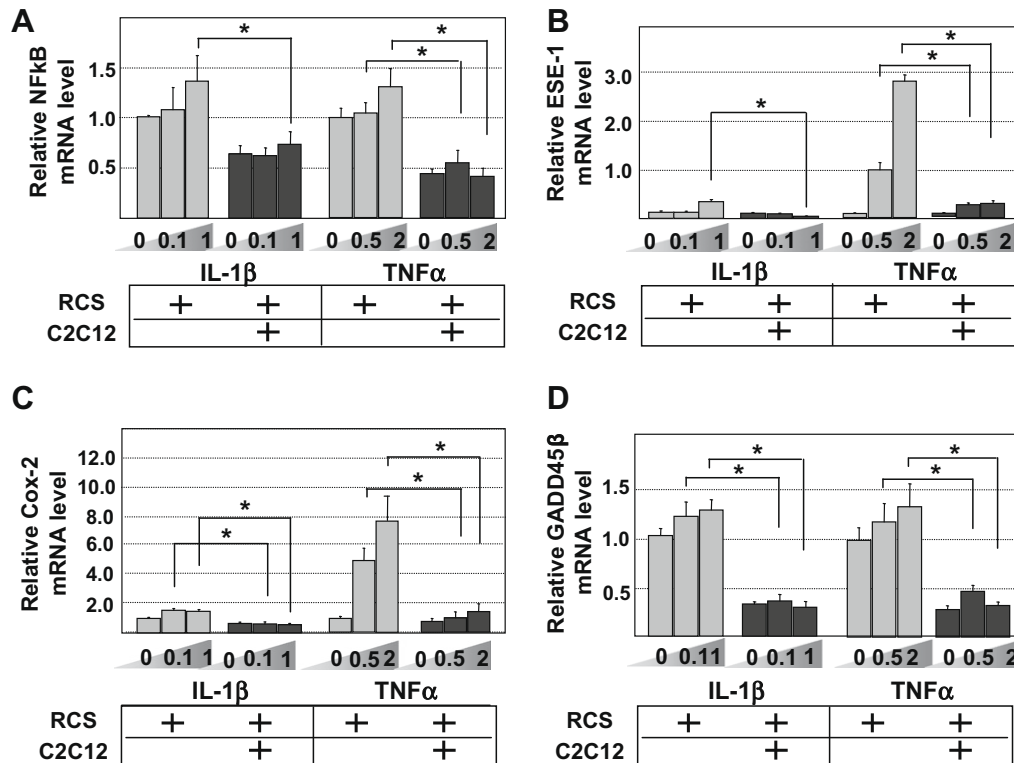 A
Relative NFkB
mRNA level
1.5
1.0
0.5
*
*
*
0 0.1 1 0 0.1 1 0 0.5 2 0 0.5 2
IL-1β TNFα
RCS + + + +
C2C12 + +
B
Relative ESE-1
mRNA level
3.0
2.0
1.0
*
*
*
0 0.1 1 0 0.1 1 0 0.5 2 0 0.5 2
IL-1β TNFα
RCS + + + +
C2C12 + +
C
Relative Cox-2
mRNA level
12.0
10.0
8.0
6.0
4.0
2.0
*
*
*
*
0 0.1 1 0 0.1 1 0 0.5 2 0 0.5 2
IL-1β TNFα
RCS + + + +
C2C12 + +
D
Relative GADD45β
mRNA level
1.5
1.0
0.5
*
*
*
*
0 0.11 0 0.1 1 0 0.5 2 0 0.5 2
IL-1β TNFα
RCS + + + +
C2C12 + +